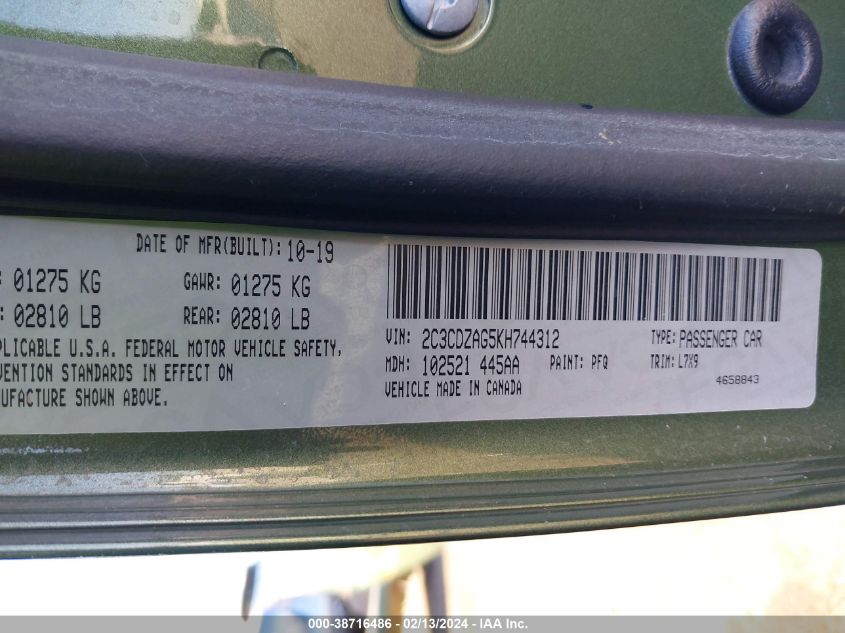 DATE OF MFR(BUILT): 10-19
: 01275 KG GAWR: 01275 KG
: 02810 LB REAR: 02810 LB
PLICABLE U.S.A. FEDERAL MOTOR VEHICLE SAFETY,
VENTION STANDARDS IN EFFECT ON
UFACTURE SHOWN ABOVE.
VIN: 2C3CDZAG5KH744312 TYPE: PASSENGER CAR
MDH: 102521 445AA PAINT: PFQ TRIM: L7X9
VEHICLE MADE IN CANADA 4658843
000-38716486 - 02/13/2024 - IAA Inc.